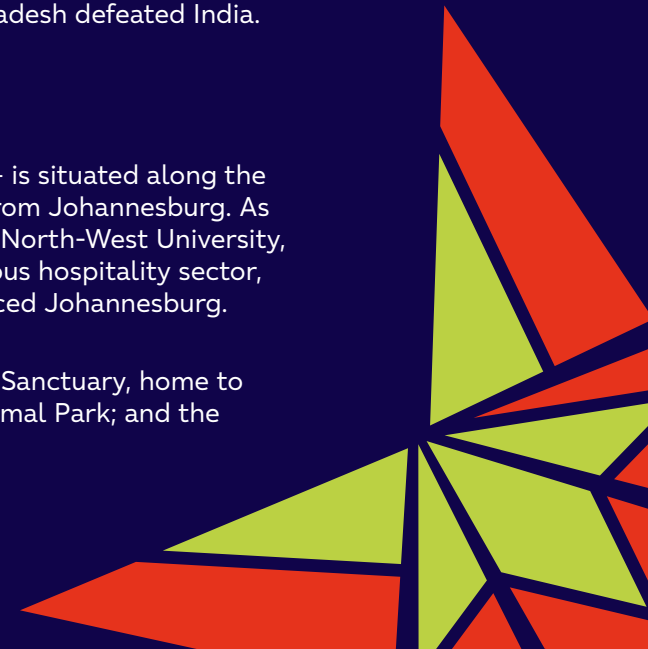 adesh defeated India.
is situated along the
rom Johannesburg. As
North-West University,
ous hospitality sector,
ced Johannesburg.
Sanctuary, home to
mal Park; and the